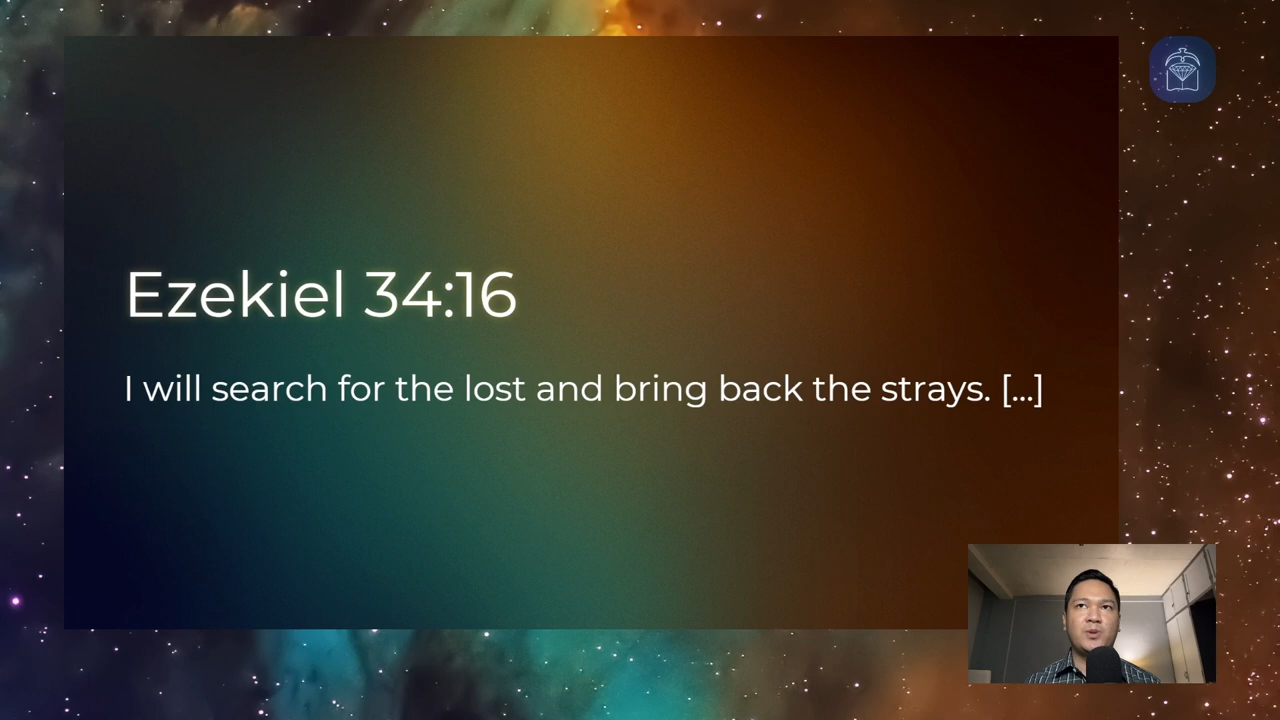 Ezekiel 34:16
I will search for the lost and bring back the strays. [...]